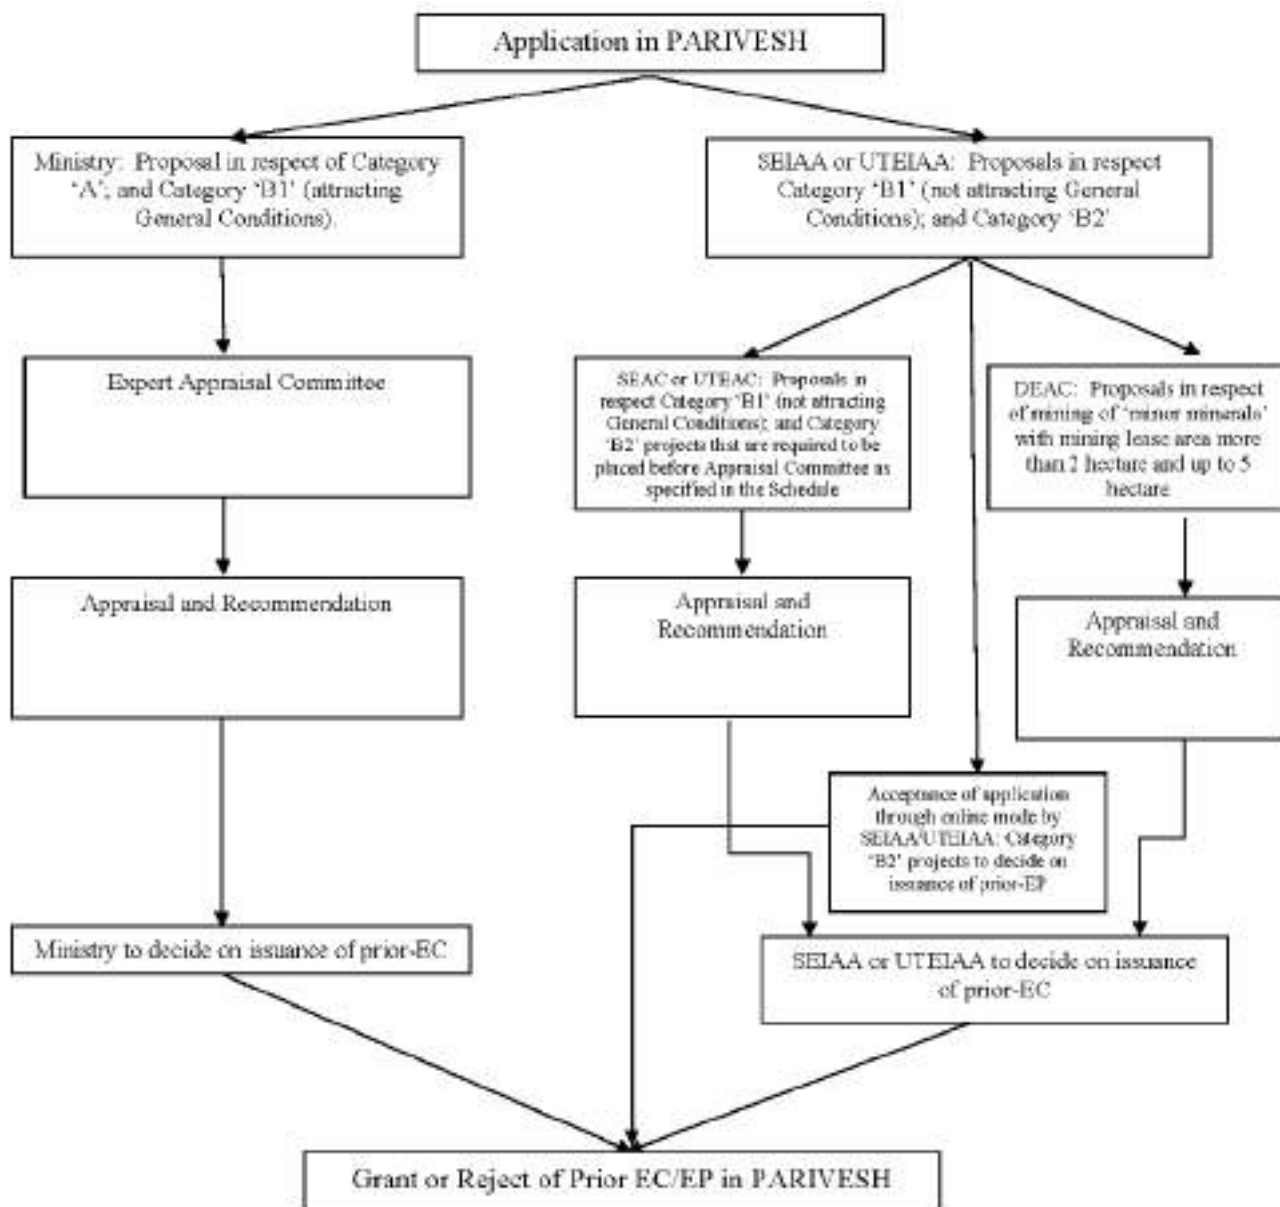 Application in PARIVESH
Ministry: Proposal in respect of Category
‘A’; and Category ‘B1’ (attracting
General Conditions).
SEIAA or UTEIAA: Proposals in respect
Category ‘B1’ (not attracting General
Conditions); and Category ‘B2’
Expert Appraisal Committee
SEAC or UTEAC: Proposals in
respect Category ‘B1’ (not attracting
General Conditions); and Category
‘B2’ projects that are required to be
placed before Appraisal Committee as
specified in the Schedule
DEAC: Proposals in respect
of mining of ‘minor minerals’
with mining lease area more
than 2 hectare and up to 5
hectare
Appraisal and Recommendation
Appraisal and
Recommendation
Appraisal and
Recommendation
Acceptance of application
through online mode by
SEIAA/UTEIAA: Category
‘B2’ projects to decide on
issuance of prior-EP
Ministry to decide on issuance of prior-EC
SEIAA or UTEIAA to decide on issuance
of prior-EC
Grant or Reject of Prior EC/EP in PARIVESH